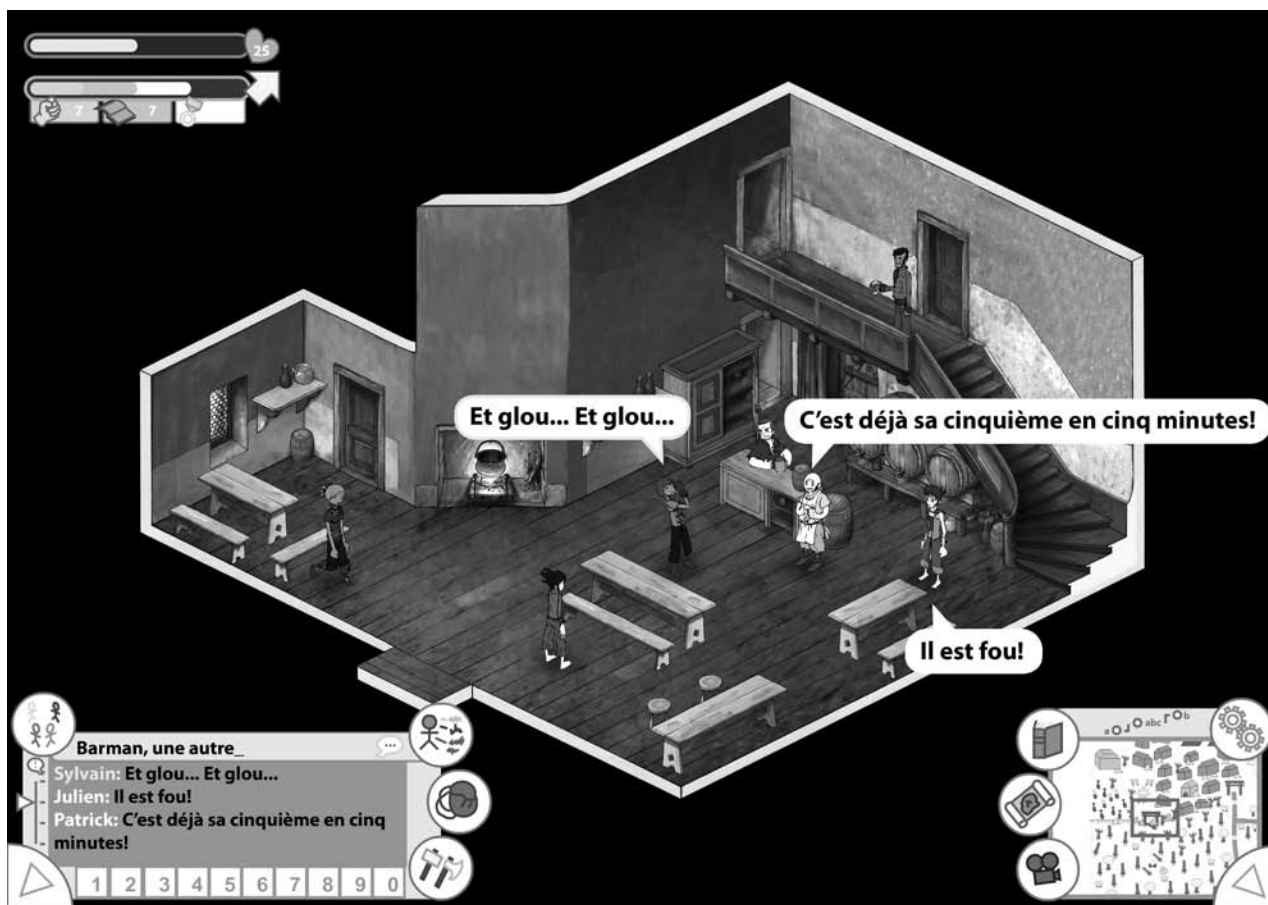 25
7 7
Et glou... Et glou...
C'est déjà sa cinquième en cinq minutes!
Il est fou!
Barman, une autre_
Sylvain: Et glou... Et glou...
Julien: Il est fou!
Patrick: C'est déjà sa cinquième en cinq
minutes!
1 2 3 4 5 6 7 8 9 0
a abc b